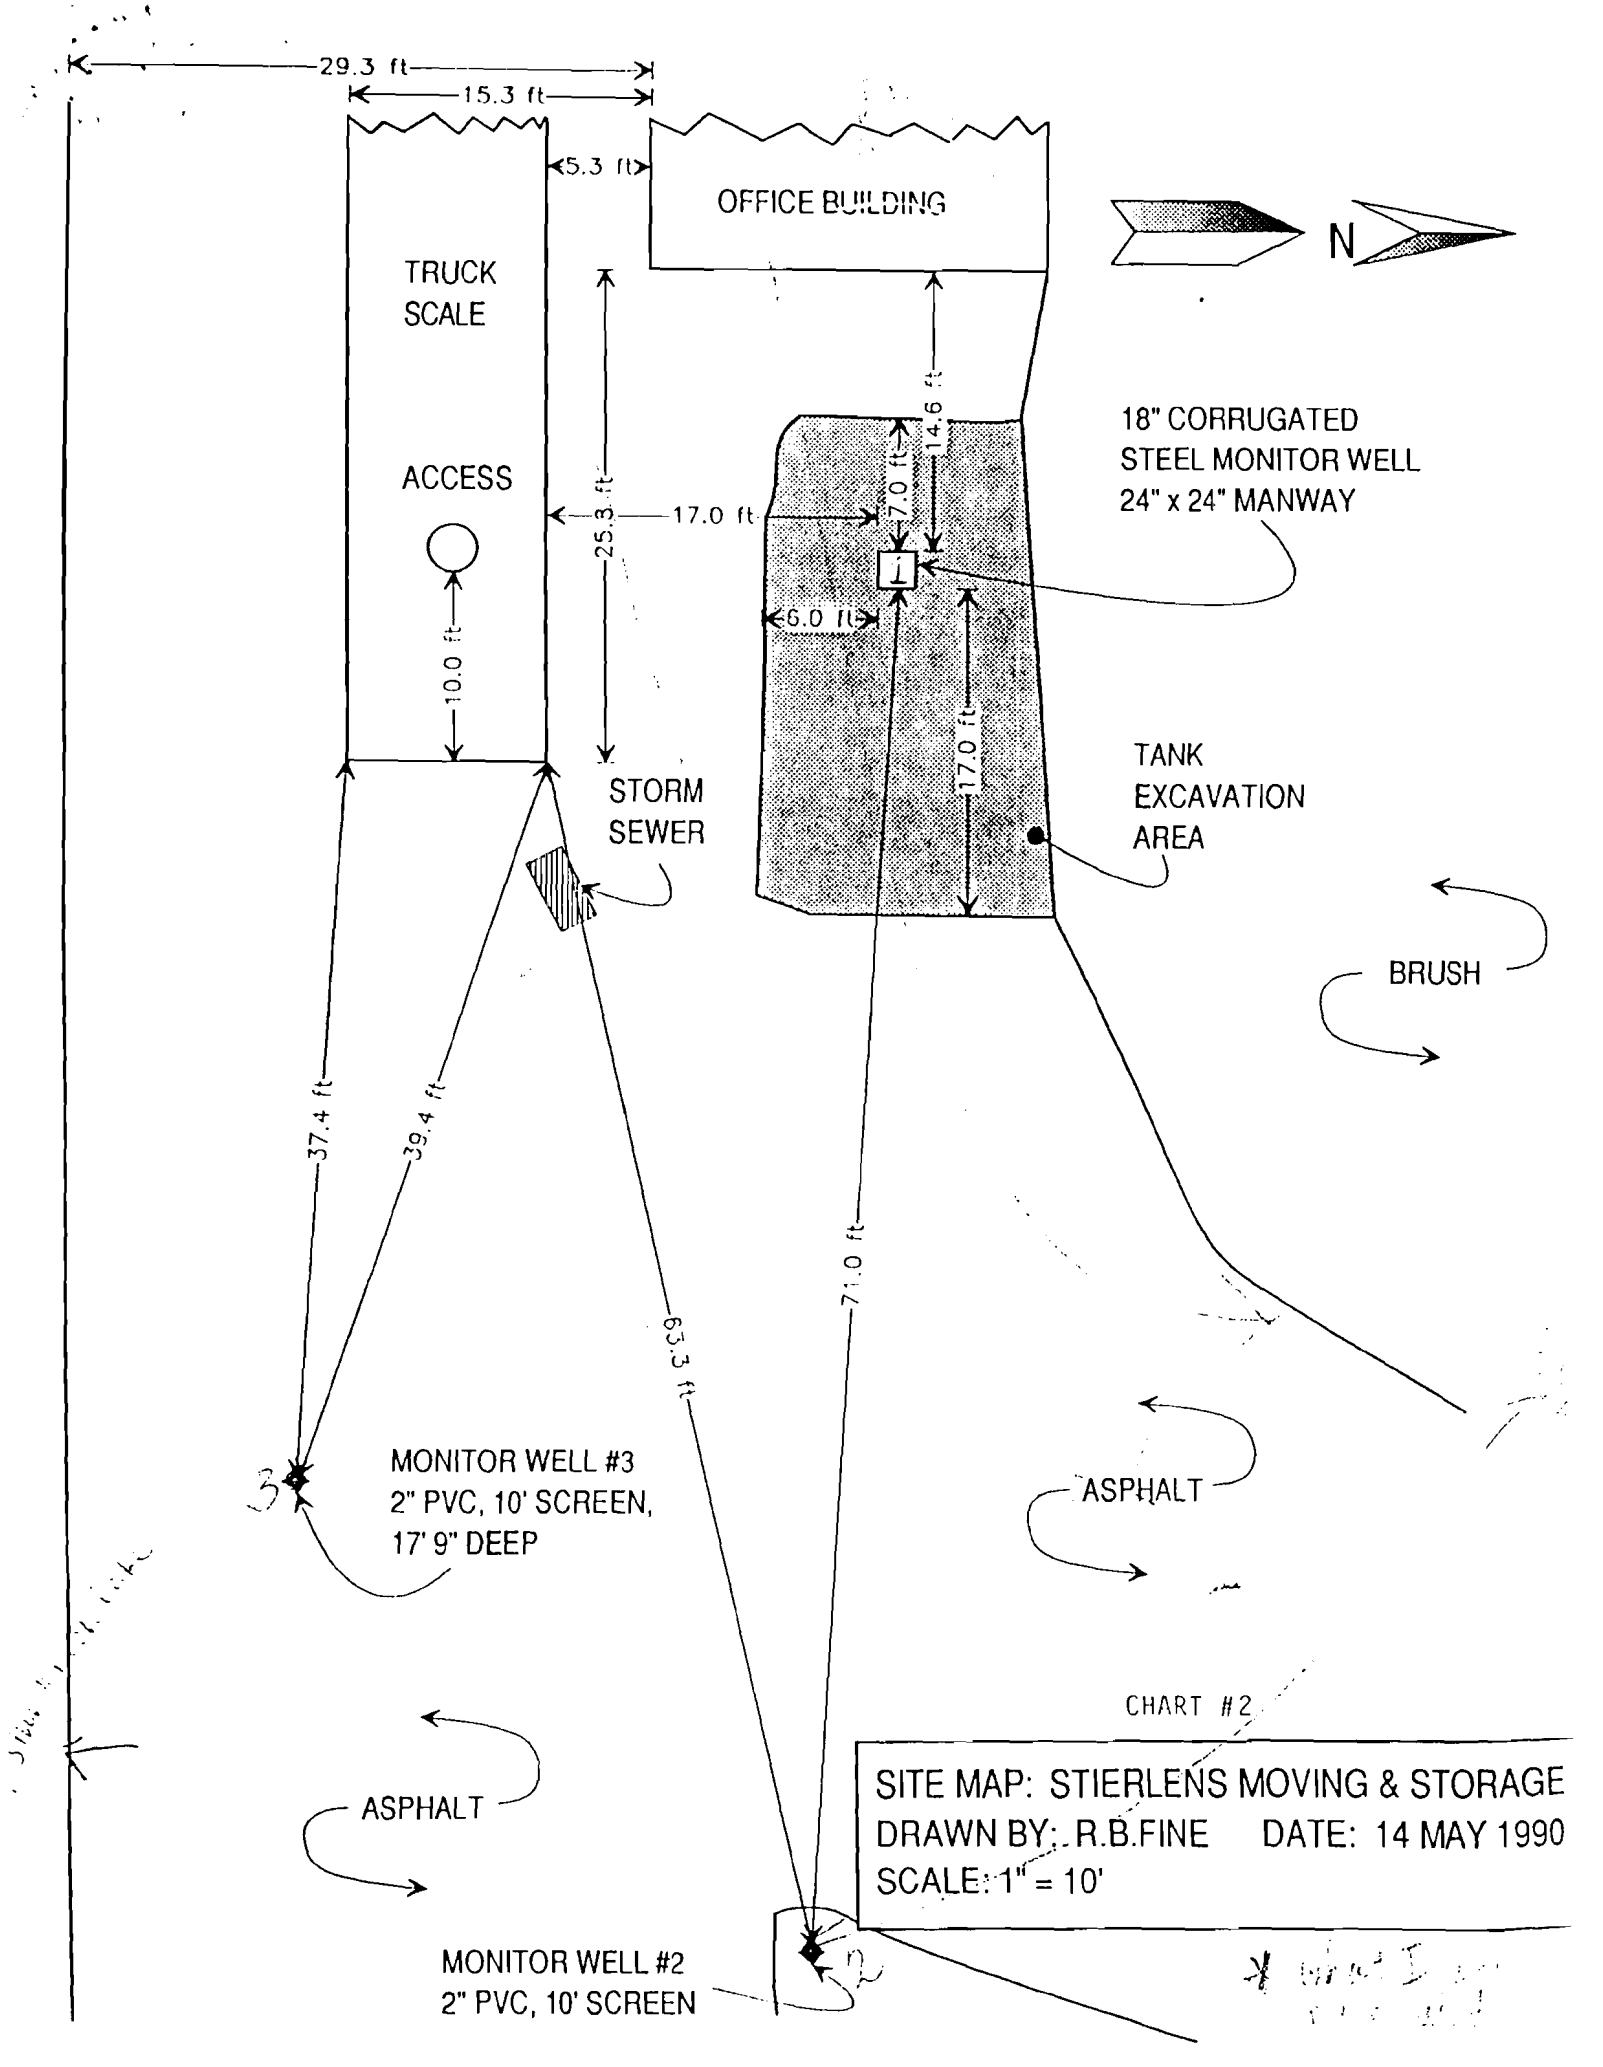 29.3 ft
15.3 ft
5.3 ft
OFFICE BUILDING
N
TRUCK
SCALE
14.6 ft
18" CORRUGATED
STEEL MONITOR WELL
24" x 24" MANWAY
7.0 ft
ACCESS
25.3 ft
17.0 ft
1
6.0 ft
10.0 ft
17.0 ft
TANK
EXCAVATION
AREA
STORM
SEWER
BRUSH
37.4 ft
39.4 ft
71.0 ft
63.3 ft
3
MONITOR WELL #3
2" PVC, 10' SCREEN,
17' 9" DEEP
ASPHALT
CHART #2
SITE MAP: STIERLENS MOVING & STORAGE
DRAWN BY: R.B.FINE DATE: 14 MAY 1990
SCALE: 1" = 10'
ASPHALT
2
MONITOR WELL #2
2" PVC, 10' SCREEN
* what I